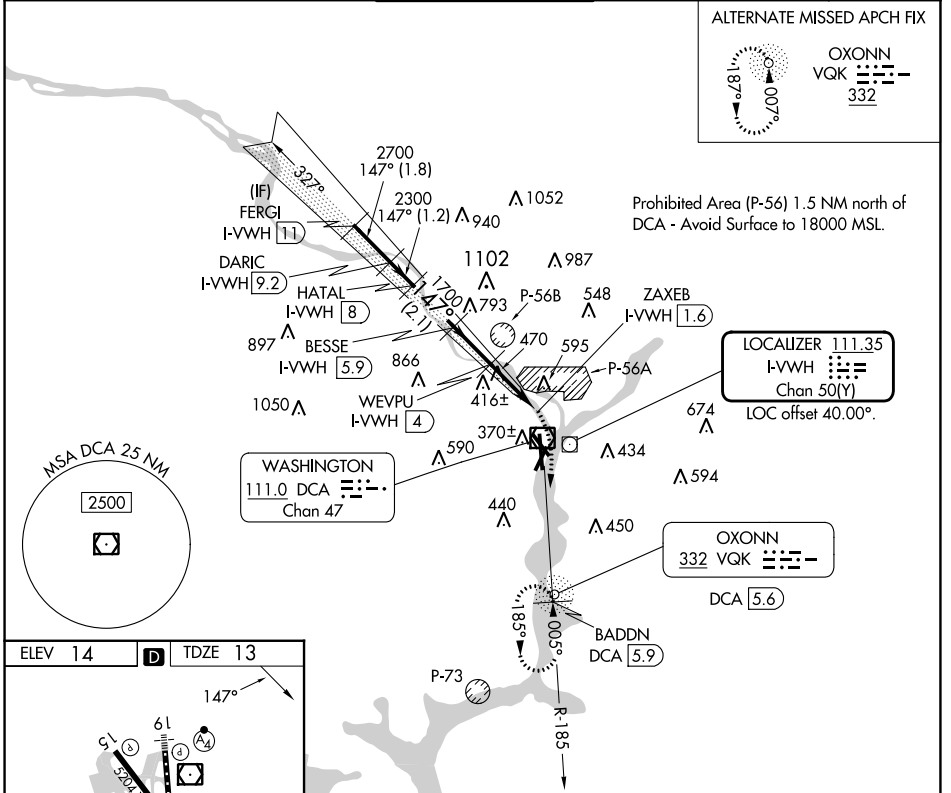 ALTERNATE MISSED APCH FIX
OXONN
VQK
332
187°
007°
2700
147° (1.8)
2300
147° (1.2)
327°
(IF)
FERGI
I-VWH 11
DARIC
I-VWH 9.2
HATAL
I-VWH 8
BESSE
I-VWH 5.9
WEVPU
I-VWH 4
1700
147°
(2.1)
940
1052
Prohibited Area (P-56) 1.5 NM north of
DCA - Avoid Surface to 18000 MSL.
1102
987
793
P-56B
548
ZAXEB
I-VWH 1.6
897
866
470
595
P-56A
416±
1050
370±
590
LOCALIZER 111.35
I-VWH
Chan 50(Y)
LOC offset 40.00°.
674
434
594
WASHINGTON
111.0 DCA
Chan 47
MSA DCA 25 NM
2500
440
450
OXONN
332 VQK
DCA 5.6
185°
005°
BADDN
DCA 5.9
P-73
R-185
ELEV 14
D
TDZE 13
147°
15
19
P
P
A4
5204